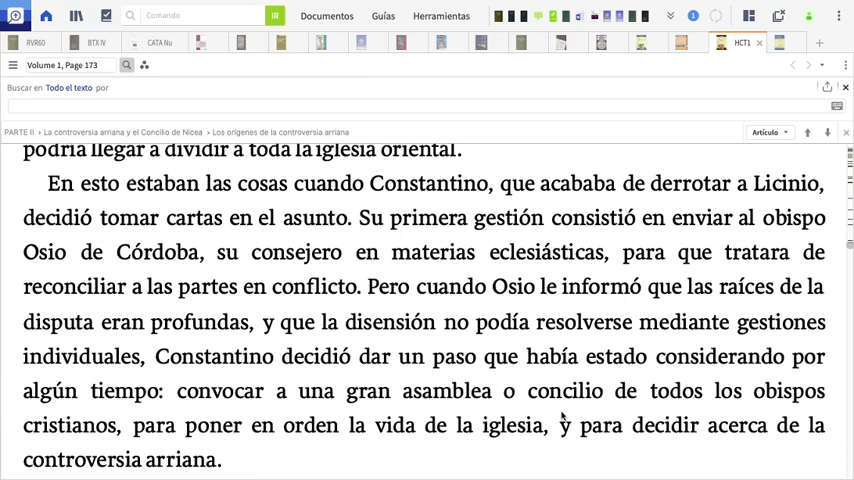 Comando
IR
Documentos
Guías
Herramientas
1
RVR60
BTX IV
CATA Nu
HCT1
Volume 1, Page 173
Buscar en Todo el texto por
PARTE II › La controversia arriana y el Concilio de Nicea › Los orígenes de la controversia arriana
Artículo
podría llegar a dividir a toda la iglesia oriental.
En esto estaban las cosas cuando Constantino, que acababa de derrotar a Licinio,
decidió tomar cartas en el asunto. Su primera gestión consistió en enviar al obispo
Osio de Córdoba, su consejero en materias eclesiásticas, para que tratara de
reconciliar a las partes en conflicto. Pero cuando Osio le informó que las raíces de la
disputa eran profundas, y que la disensión no podía resolverse mediante gestiones
individuales, Constantino decidió dar un paso que había estado considerando por
algún tiempo: convocar a una gran asamblea o concilio de todos los obispos
cristianos, para poner en orden la vida de la iglesia, y para decidir acerca de la
controversia arriana.